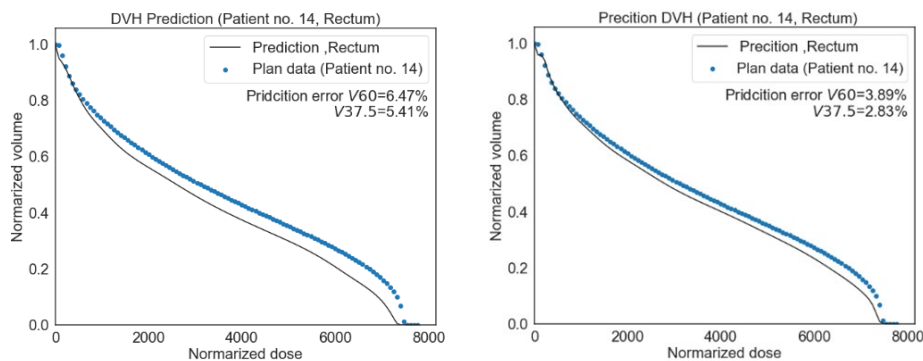 DVH Prediction (Patient no. 14, Rectum)
1.0
0.8
0.6
0.4
0.2
0.0
Normarized volume
Prediction ,Rectum
Plan data (Patient no. 14)
Pridcition error V60=6.47%
V37.5=5.41%
0
2000
4000
6000
8000
Normarized dose
Precition DVH (Patient no. 14, Rectum)
1.0
0.8
0.6
0.4
0.2
0.0
Normarized volume
Precition ,Rectum
Plan data (Patient no. 14)
Pridcition error V60=3.89%
V37.5=2.83%
0
2000
4000
6000
8000
Normarized dose